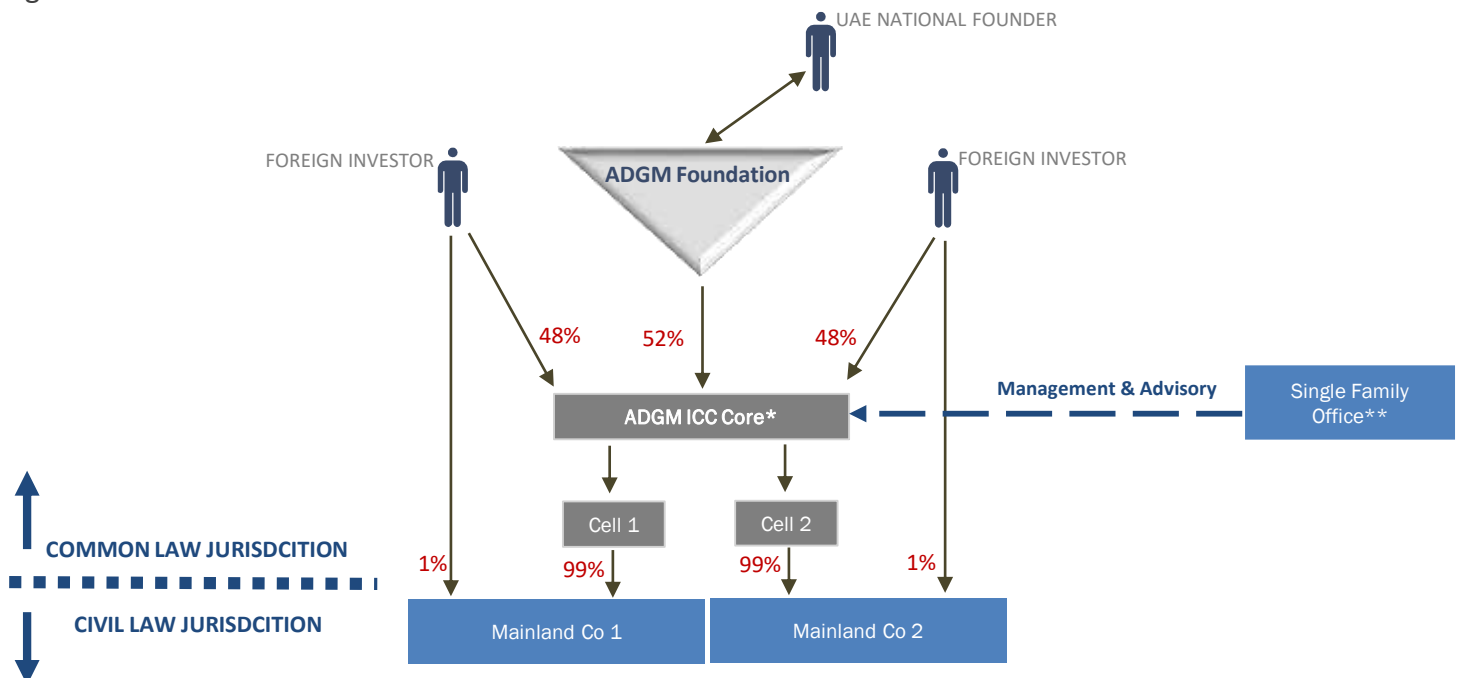 UAE NATIONAL FOUNDER
FOREIGN INVESTOR
ADGM Foundation
FOREIGN INVESTOR
48%
52%
48%
Management & Advisory
Single Family
Office**
ADGM ICC Core*
Cell 1
Cell 2
COMMON LAW JURISDCITION
1%
99%
99%
1%
CIVIL LAW JURISDCITION
Mainland Co 1
Mainland Co 2